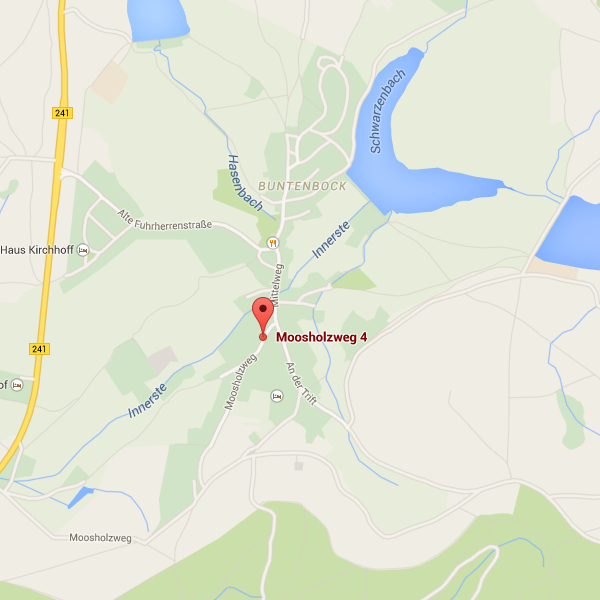 241
Schwarzenbach
Hasenbach
BUNTENBOCK
Alte Fuhrherrenstraße
Haus Kirchhoff
Innerste
Mittelweg
Moosholzweg 4
241
Moosholzweg
An der Trift
of
Innerste
Moosholzweg